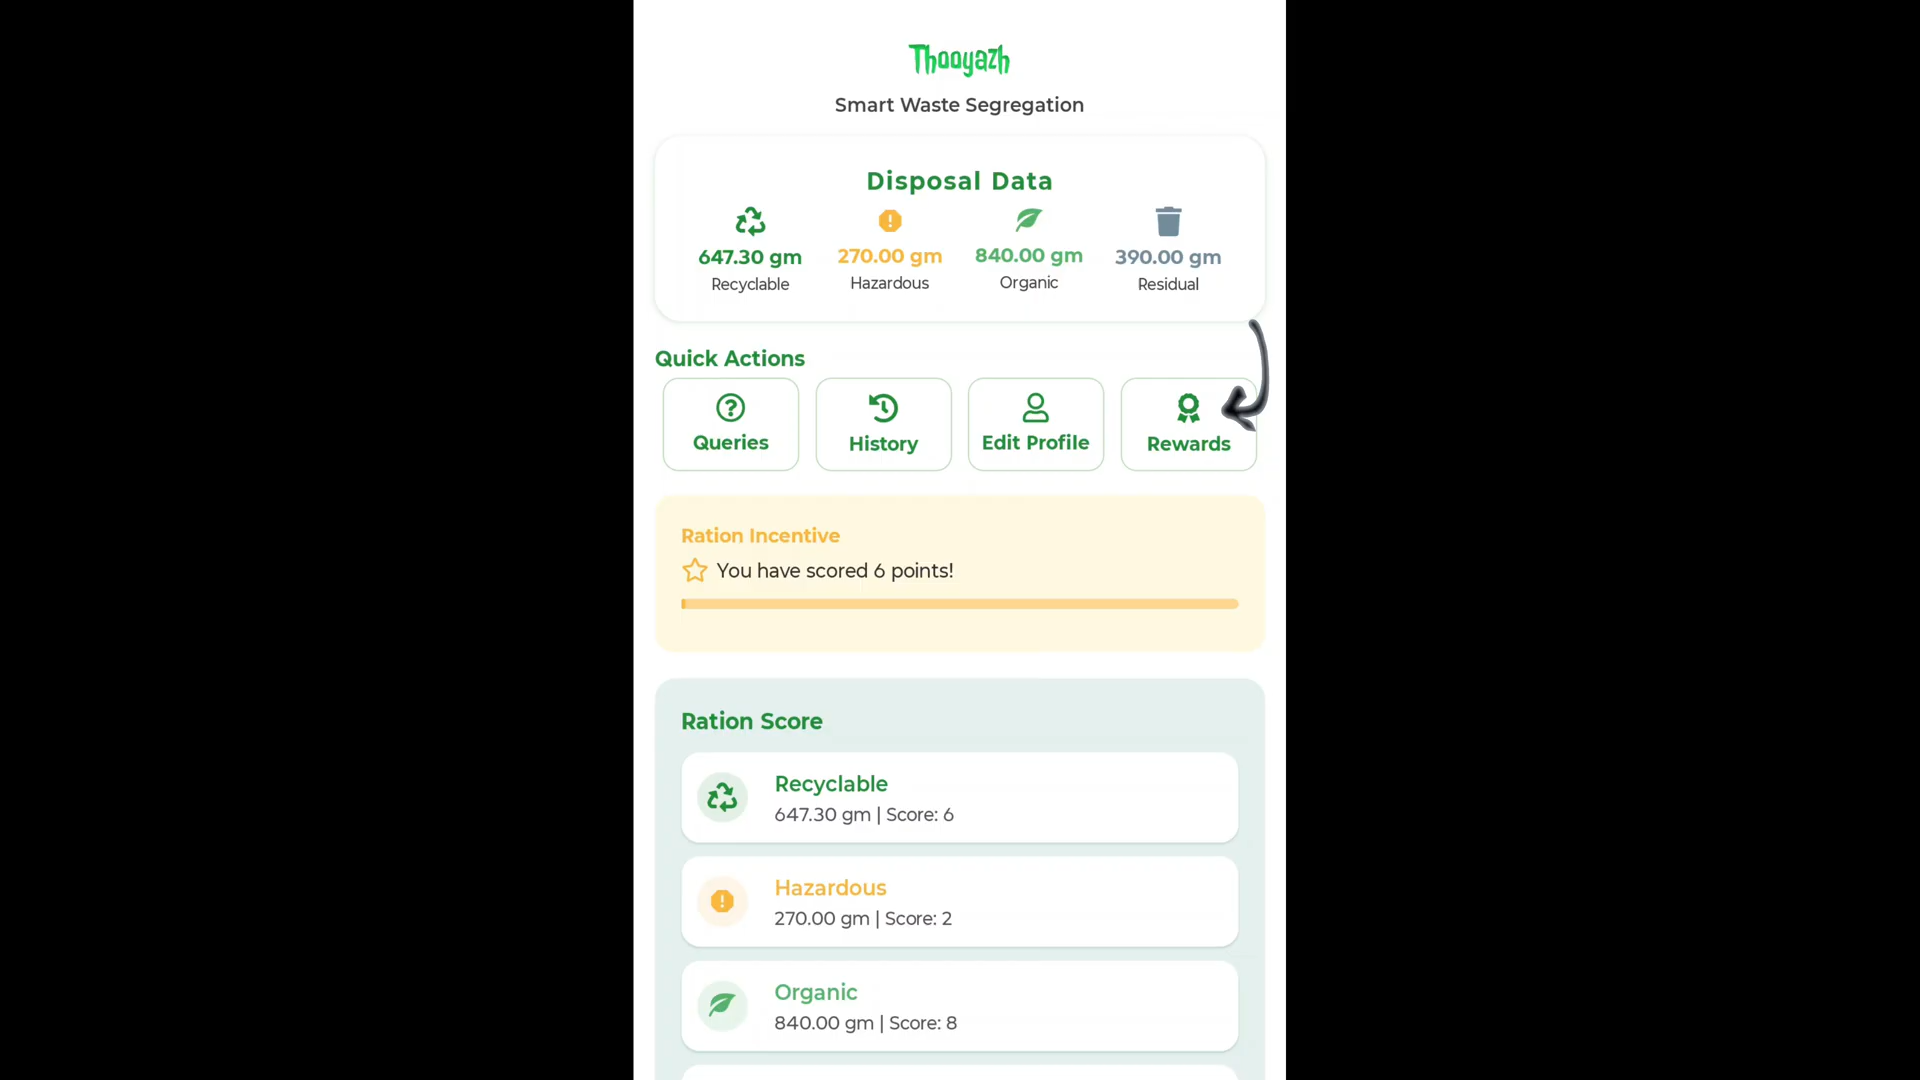 Thooyazh
Smart Waste Segregation
Disposal Data
647.30 gm
270.00 gm
840.00 gm
390.00 gm
Recyclable
Hazardous
Organic
Residual
Quick Actions
Queries
History
Edit Profile
Rewards
Ration Incentive
You have scored 6 points!
Ration Score
Recyclable
647.30 gm | Score: 6
Hazardous
270.00 gm | Score: 2
Organic
840.00 gm | Score: 8